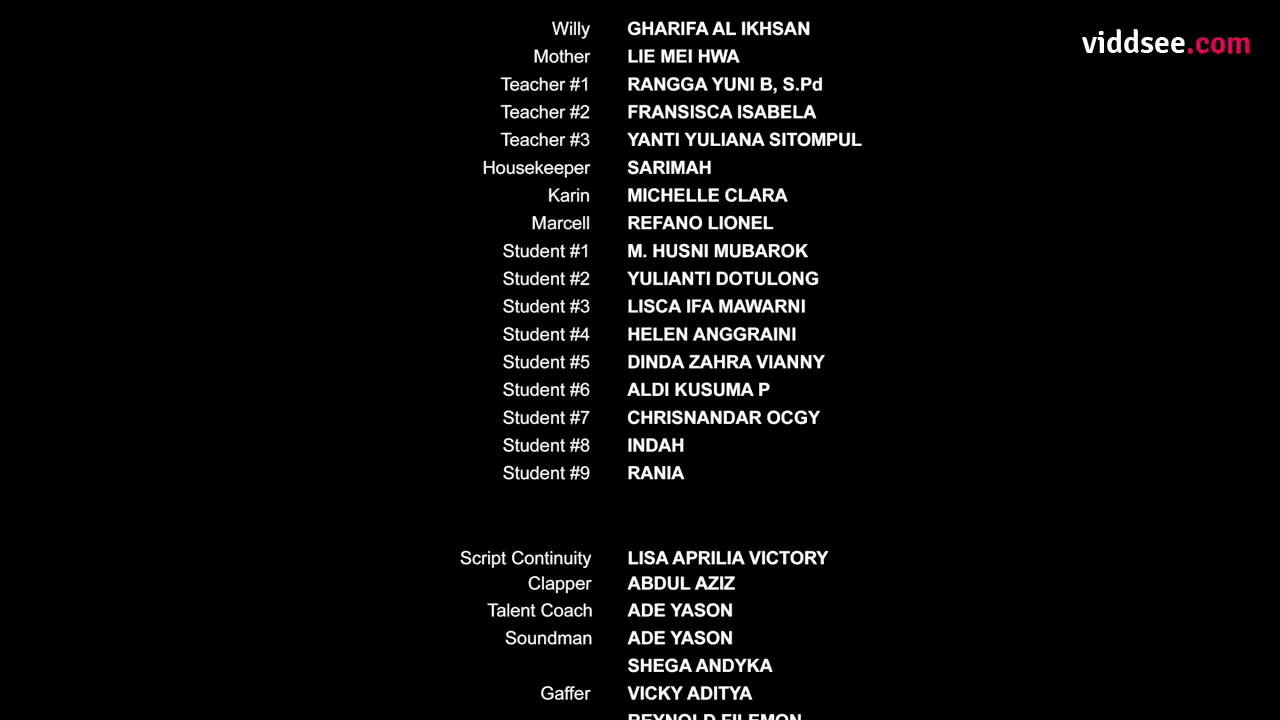 viddsee.com
Willy GHARIFA AL IKHSAN
Mother LIE MEI HWA
Teacher #1 RANGGA YUNI B, S.Pd
Teacher #2 FRANSISCA ISABELA
Teacher #3 YANTI YULIANA SITOMPUL
Housekeeper SARIMAH
Karin MICHELLE CLARA
Marcell REFANO LIONEL
Student #1 M. HUSNI MUBAROK
Student #2 YULIANTI DOTULONG
Student #3 LISCA IFA MAWARNI
Student #4 HELEN ANGGRAINI
Student #5 DINDA ZAHRA VIANNY
Student #6 ALDI KUSUMA P
Student #7 CHRISNANDAR OCGY
Student #8 INDAH
Student #9 RANIA
Script Continuity LISA APRILIA VICTORY
Clapper ABDUL AZIZ
Talent Coach ADE YASON
Soundman ADE YASON
SHEGA ANDYKA
Gaffer VICKY ADITYA
REYNOLD FILEMON